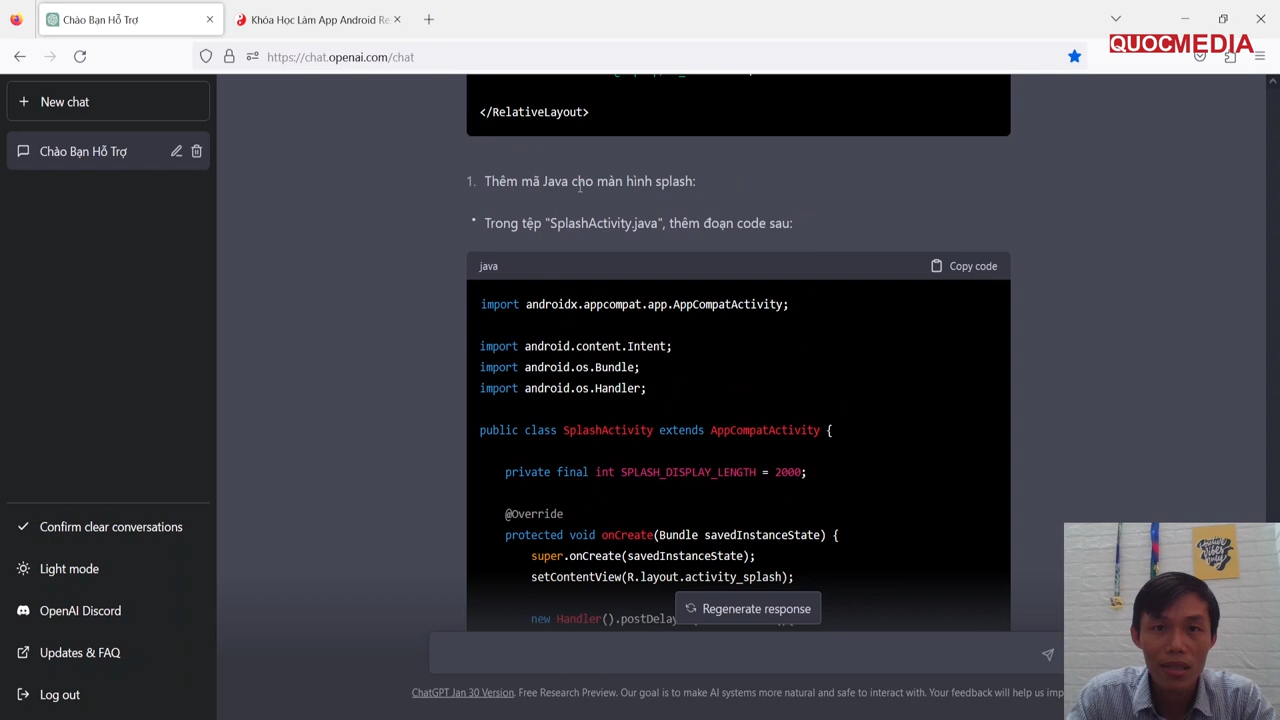 Chào Bạn Hỗ Trợ
Khóa Học Làm App Android Re
https://chat.openai.com/chat
QUOCMEDIA
New chat
Chào Bạn Hỗ Trợ
</RelativeLayout>
1. Thêm mã Java cho màn hình splash:
• Trong tệp "SplashActivity.java", thêm đoạn code sau:
java
Copy code
import androidx.appcompat.app.AppCompatActivity;
import android.content.Intent;
import android.os.Bundle;
import android.os.Handler;
public class SplashActivity extends AppCompatActivity {
private final int SPLASH_DISPLAY_LENGTH = 2000;
@Override
protected void onCreate(Bundle savedInstanceState) {
super.onCreate(savedInstanceState);
setContentView(R.layout.activity_splash);
new Handler().postDelay
Regenerate response
Confirm clear conversations
Light mode
OpenAI Discord
Updates & FAQ
Log out
ChatGPT Jan 30 Version. Free Research Preview. Our goal is to make AI systems more natural and safe to interact with. Your feedback will help us imp